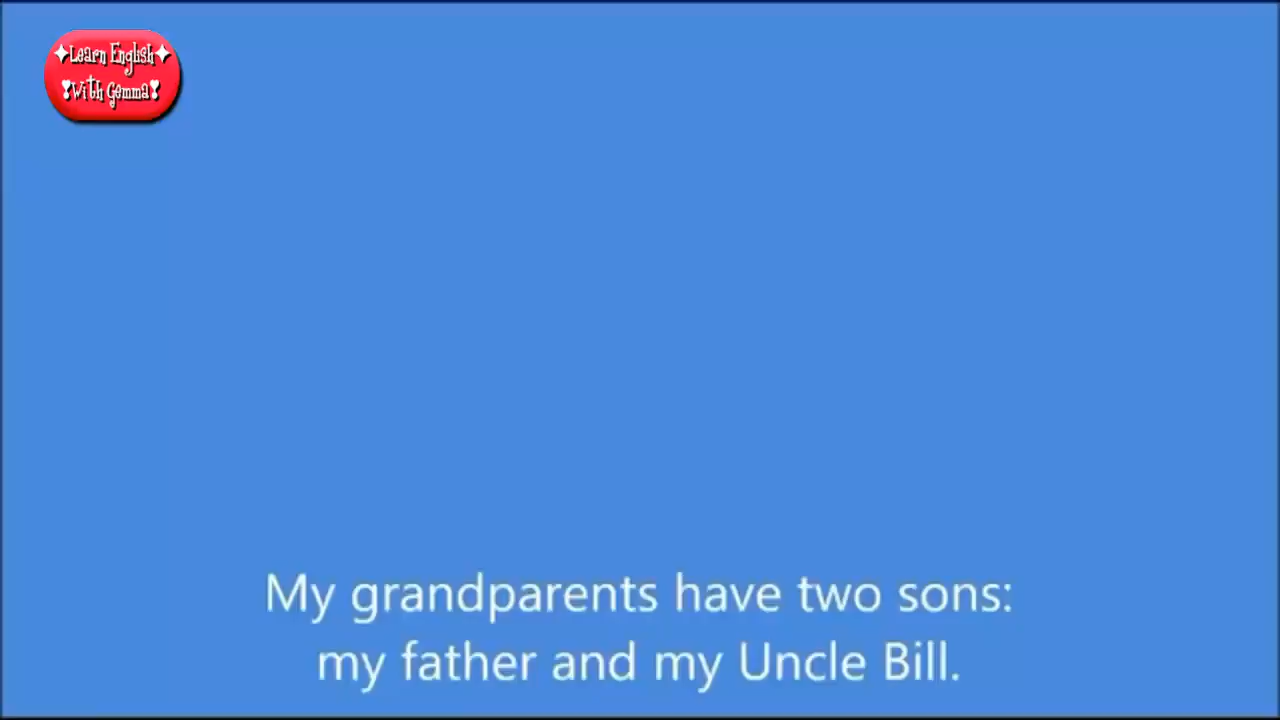 ✦Learn English✦
❣With Gemma❣
My grandparents have two sons:
my father and my Uncle Bill.